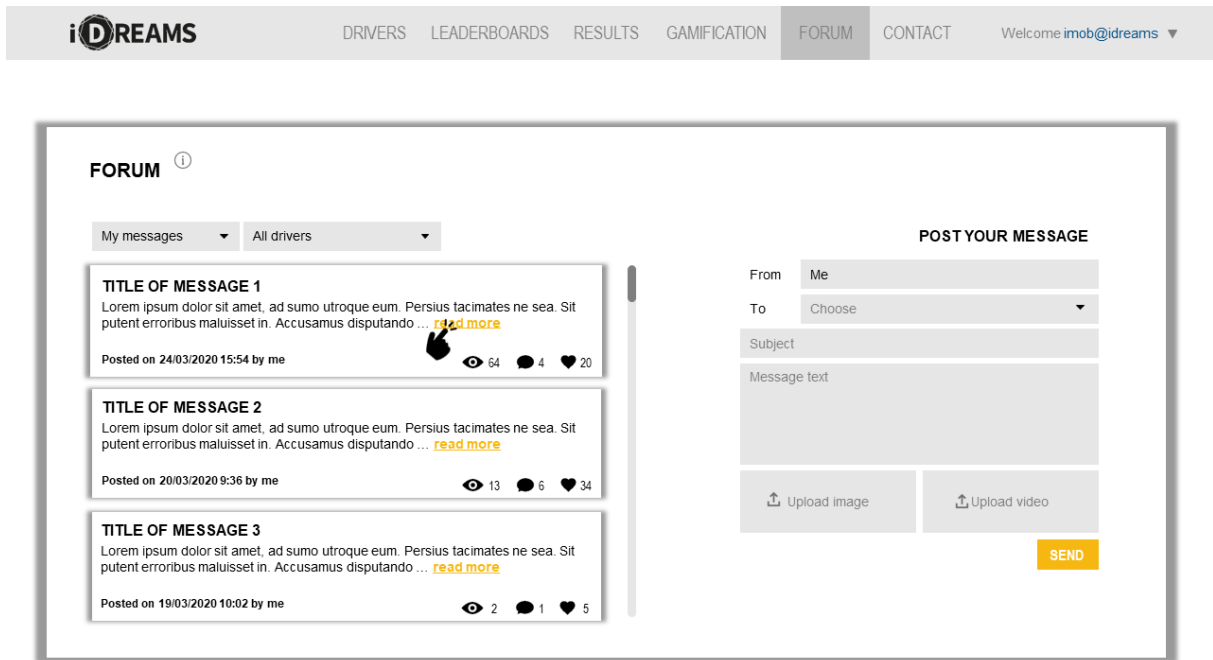 iDREAMS DRIVERS LEADERBOARDS RESULTS GAMIFICATION FORUM CONTACT Welcome imob@idreams
FORUM i
My messages All drivers
TITLE OF MESSAGE 1
Lorem ipsum dolor sit amet, ad sumo utroque eum. Persius tacimates ne sea. Sit
putent erroribus maluisset in. Accusamus disputando ... read more
Posted on 24/03/2020 15:54 by me 64 4 20
TITLE OF MESSAGE 2
Lorem ipsum dolor sit amet, ad sumo utroque eum. Persius tacimates ne sea. Sit
putent erroribus maluisset in. Accusamus disputando ... read more
Posted on 20/03/2020 9:36 by me 13 6 34
TITLE OF MESSAGE 3
Lorem ipsum dolor sit amet, ad sumo utroque eum. Persius tacimates ne sea. Sit
putent erroribus maluisset in. Accusamus disputando ... read more
Posted on 19/03/2020 10:02 by me 2 1 5
POST YOUR MESSAGE
From Me
To Choose
Subject
Message text
Upload image Upload video
SEND